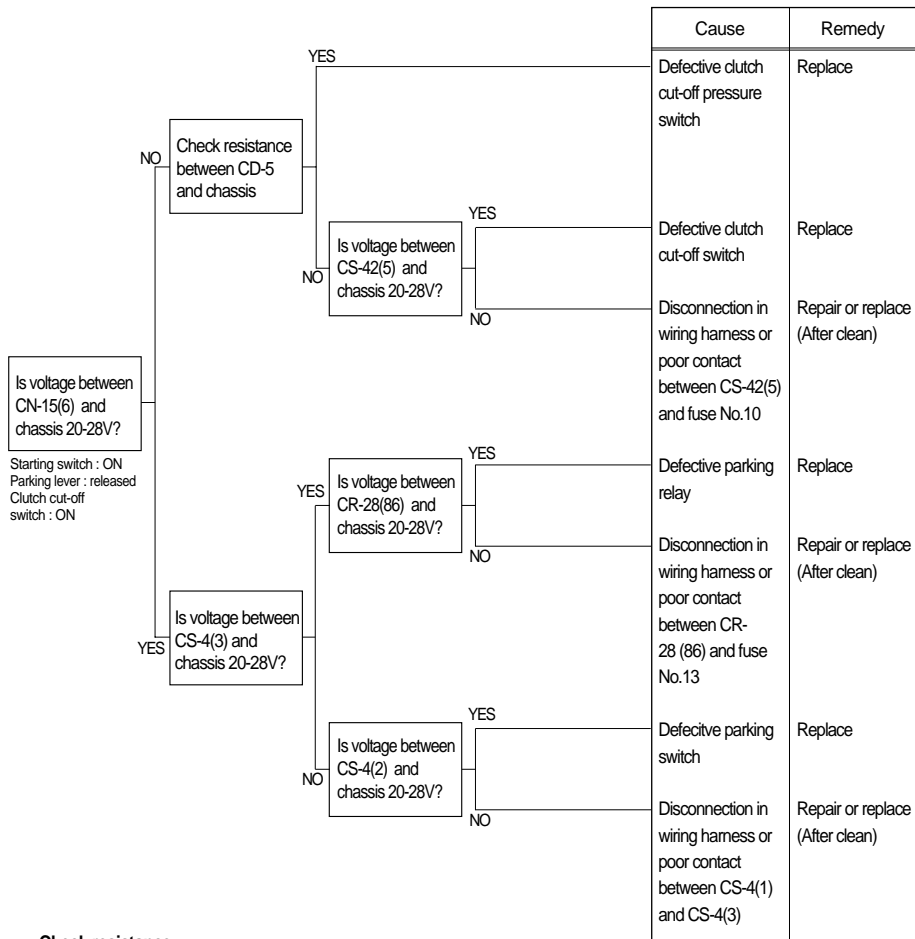 Cause
Remedy
YES
Defective clutch
cut-off pressure
switch
Replace
NO
Check resistance
between CD-5
and chassis
YES
Defective clutch
cut-off switch
Replace
NO
Is voltage between
CS-42(5) and
chassis 20-28V?
NO
Disconnection in
wiring harness or
poor contact
between CS-42(5)
and fuse No.10
Repair or replace
(After clean)
Is voltage between
CN-15(6) and
chassis 20-28V?
Starting switch : ON
Parking lever : released
Clutch cut-off
switch : ON
YES
Is voltage between
CR-28(86) and
chassis 20-28V?
YES
Defective parking
relay
Replace
NO
Disconnection in
wiring harness or
poor contact
between CR-
28 (86) and fuse
No.13
Repair or replace
(After clean)
YES
Is voltage between
CS-4(3) and
chassis 20-28V?
YES
Defecitve parking
switch
Replace
NO
Is voltage between
CS-4(2) and
chassis 20-28V?
NO
Disconnection in
wiring harness or
poor contact
between CS-4(1)
and CS-4(3)
Repair or replace
(After clean)